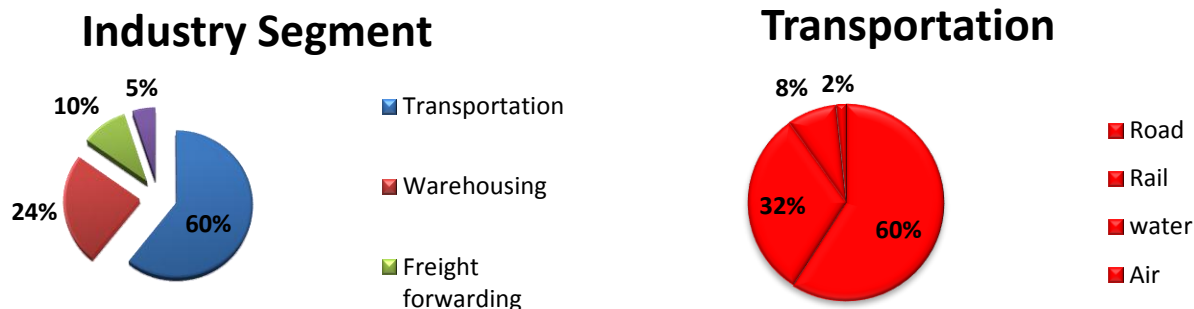 Industry Segment
5%
10%
24%
60%
Transportation
Warehousing
Freight
forwarding
Transportation
8%
2%
32%
60%
Road
Rail
water
Air